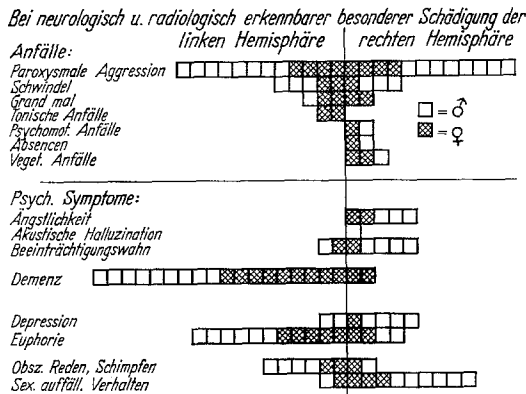 Bei neurologisch u. radiologisch erkennbarer besonderer Schädigung der
linken Hemisphäre rechten Hemisphäre
Anfälle:
Paroxysmale Aggression
Schwindel
Grand mal
Tonische Anfälle
Psychomot. Anfälle
Absencen
Veget. Anfälle
□ = ♂
▩ = ♀
Psych. Symptome:
Ängstlichkeit
Akustische Halluzination
Beeinträchtigungswahn
Demenz
Depression
Euphorie
Obsz. Reden, Schimpfen
Sex. auffäll. Verhalten